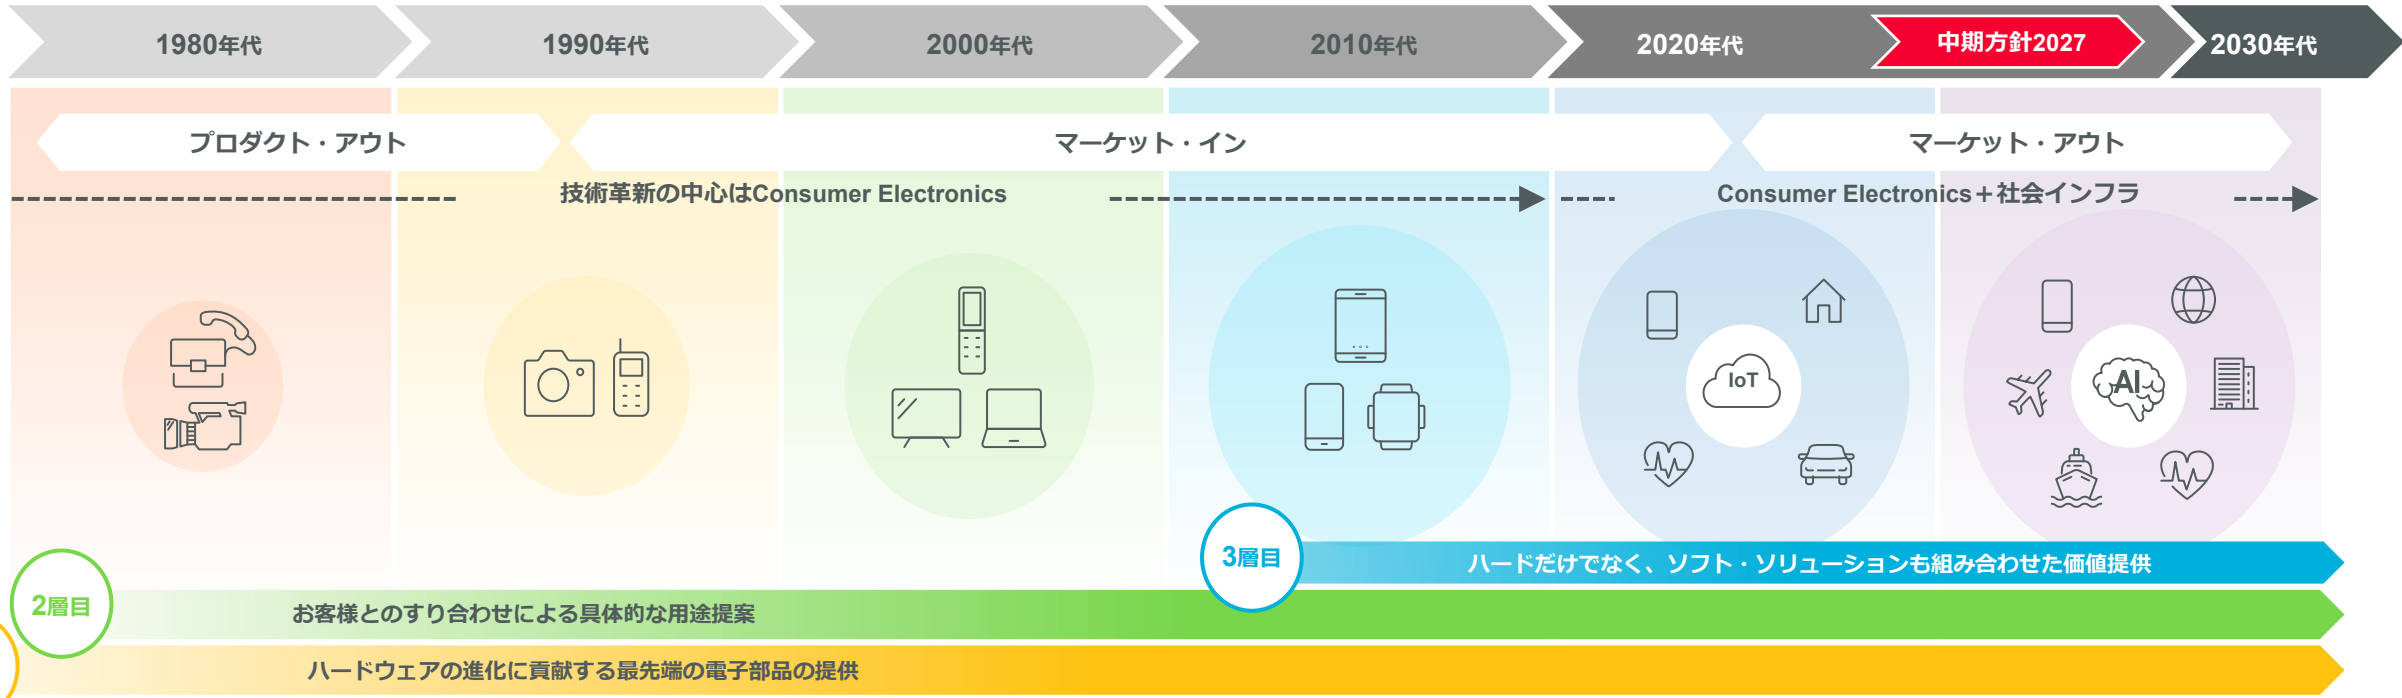 1980年代
1990年代
2000年代
2010年代
2020年代
中期方針2027
2030年代
プロダクト・アウト
マーケット・イン
マーケット・アウト
技術革新の中心はConsumer Electronics
Consumer Electronics＋社会インフラ
IoT
AI
3層目
ハードだけでなく、ソフト・ソリューションも組み合わせた価値提供
2層目
お客様とのすり合わせによる具体的な用途提案
ハードウェアの進化に貢献する最先端の電子部品の提供